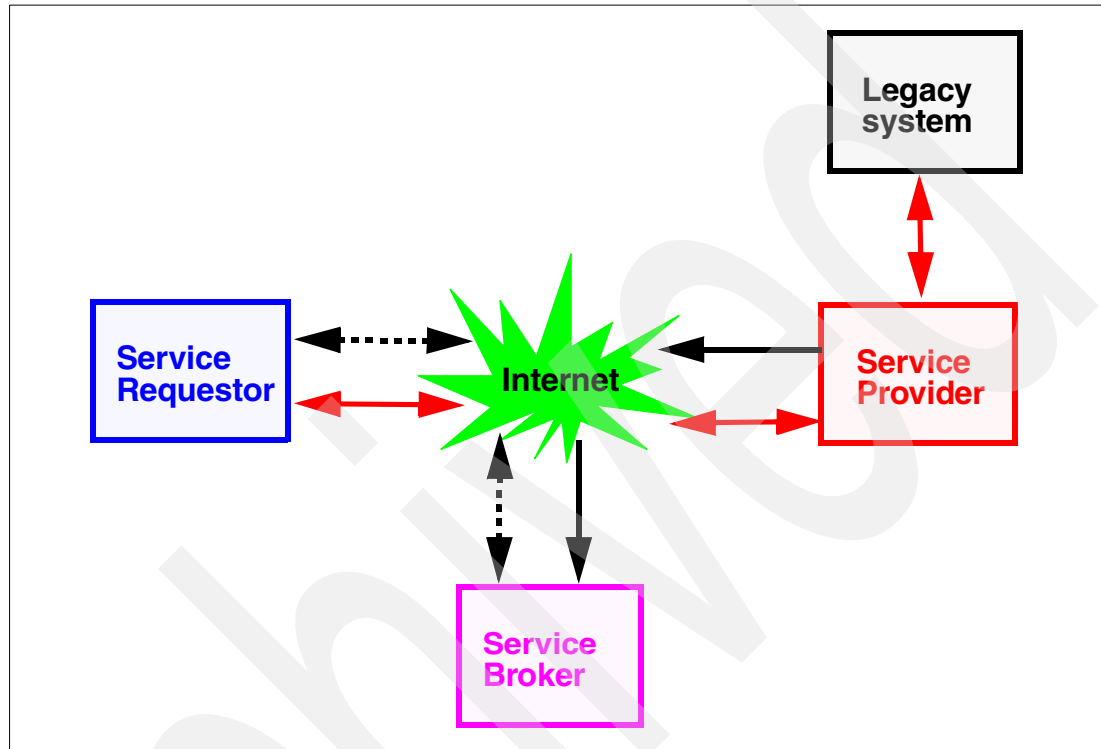 Legacy
system
Service
Requestor
Internet
Service
Provider
Service
Broker